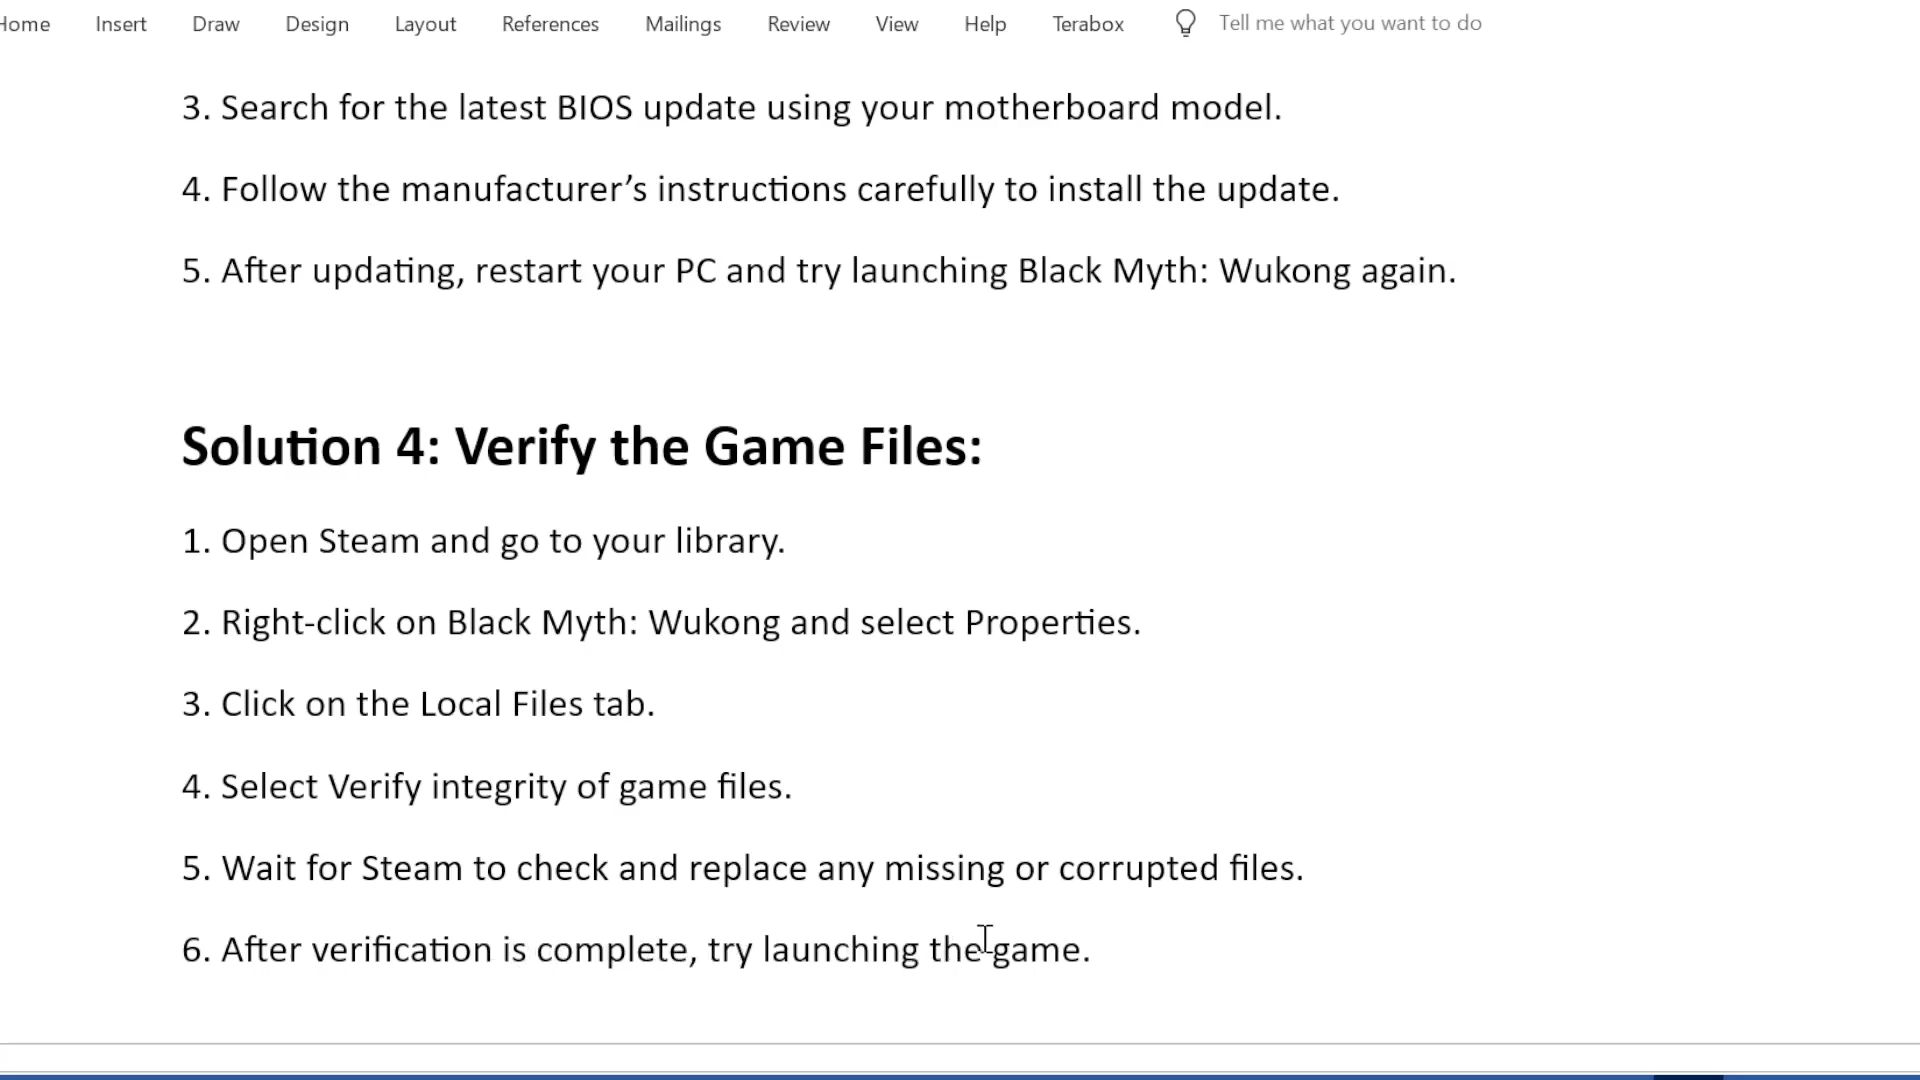 Home Insert Draw Design Layout References Mailings Review View Help Terabox Tell me what you want to do
3. Search for the latest BIOS update using your motherboard model.
4. Follow the manufacturer’s instructions carefully to install the update.
5. After updating, restart your PC and try launching Black Myth: Wukong again.
Solution 4: Verify the Game Files:
1. Open Steam and go to your library.
2. Right-click on Black Myth: Wukong and select Properties.
3. Click on the Local Files tab.
4. Select Verify integrity of game files.
5. Wait for Steam to check and replace any missing or corrupted files.
6. After verification is complete, try launching the game.